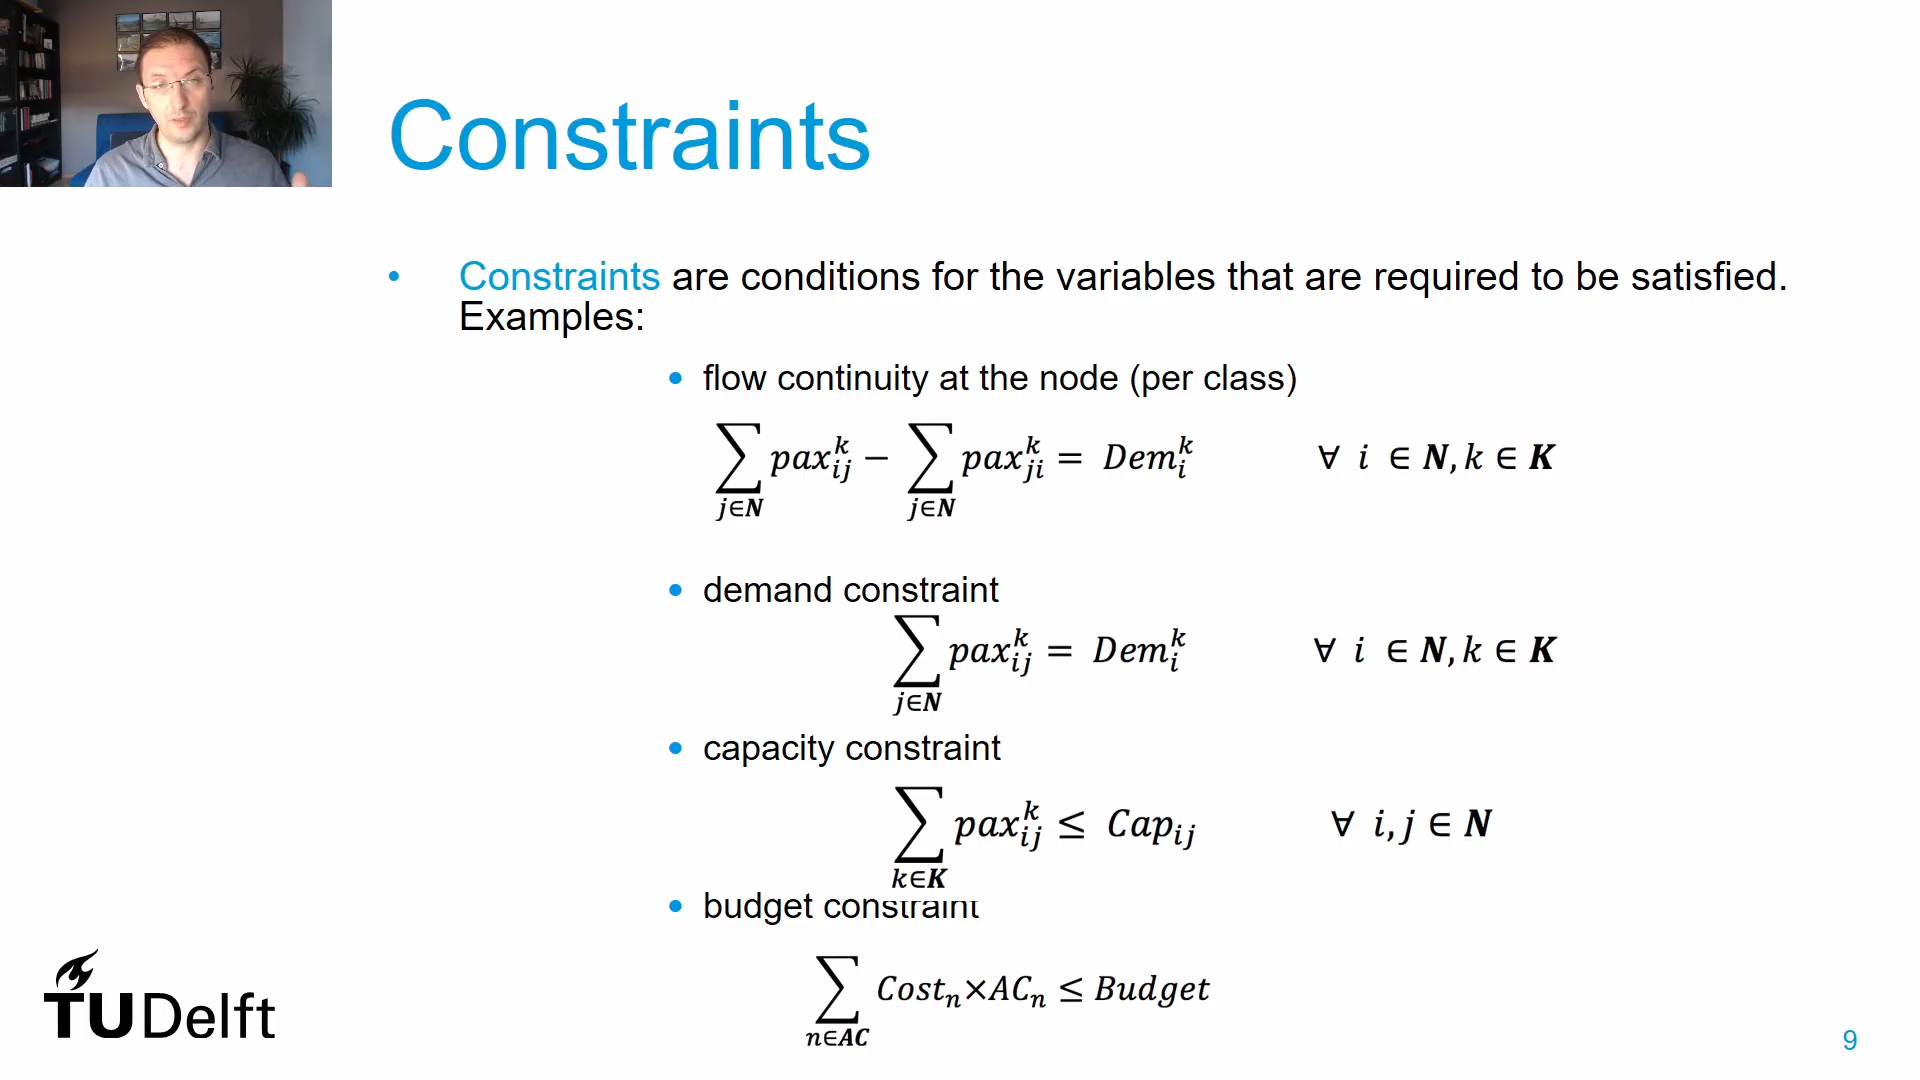 Constraints
• Constraints are conditions for the variables that are required to be satisfied.
Examples:
• flow continuity at the node (per class)
∑_{j∈N} pax_{ij}^k − ∑_{j∈N} pax_{ji}^k = Dem_i^k ∀ i ∈ N, k ∈ K
• demand constraint
∑_{j∈N} pax_{ij}^k = Dem_i^k ∀ i ∈ N, k ∈ K
• capacity constraint
∑_{k∈K} pax_{ij}^k ≤ Cap_{ij} ∀ i, j ∈ N
• budget constraint
∑_{n∈AC} Cost_n × AC_n ≤ Budget
TUDelft
9